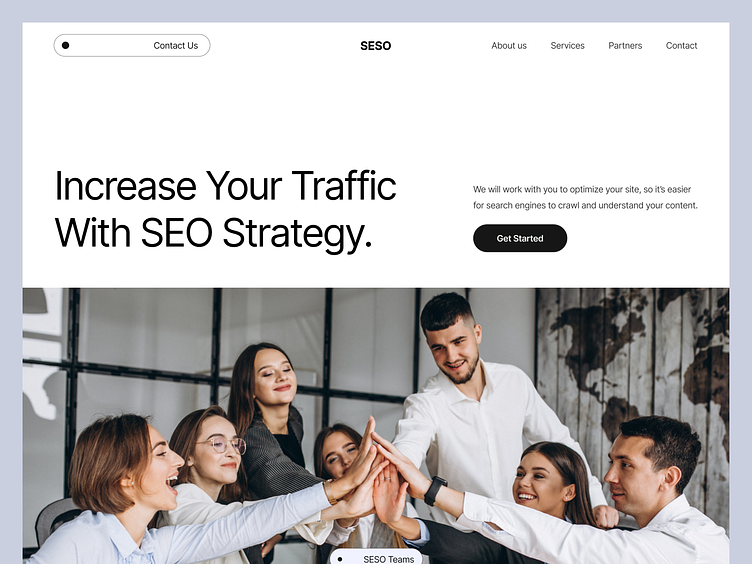 Contact Us
SESO
About us
Services
Partners
Contact
Increase Your Traffic
With SEO Strategy.
We will work with you to optimize your site, so it's easier
for search engines to crawl and understand your content.
Get Started
SESO Teams